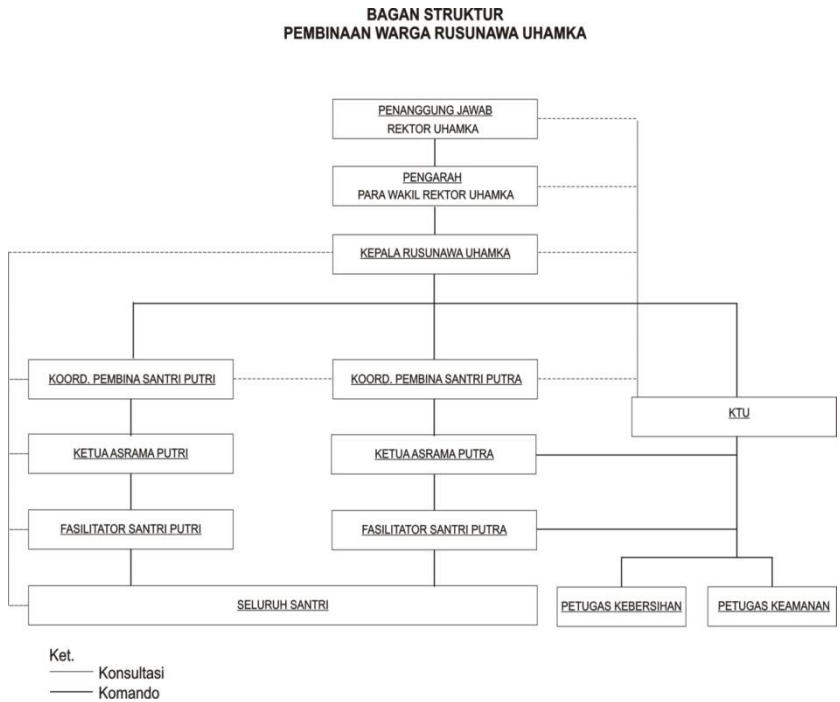 BAGAN STRUKTUR
PEMBINAAN WARGA RUSUNAWA UHAMKA
PENANGGUNG JAWAB
REKTOR UHAMKA
PENGARAH
PARA WAKIL REKTOR UHAMKA
KEPALA RUSUNAWA UHAMKA
KOORD. PEMBINA SANTRI PUTRI
KOORD. PEMBINA SANTRI PUTRA
KTU
KETUA ASRAMA PUTRI
KETUA ASRAMA PUTRA
FASILITATOR SANTRI PUTRI
FASILITATOR SANTRI PUTRA
SELURUH SANTRI
PETUGAS KEBERSIHAN
PETUGAS KEAMANAN
Ket.
Konsultasi
Komando